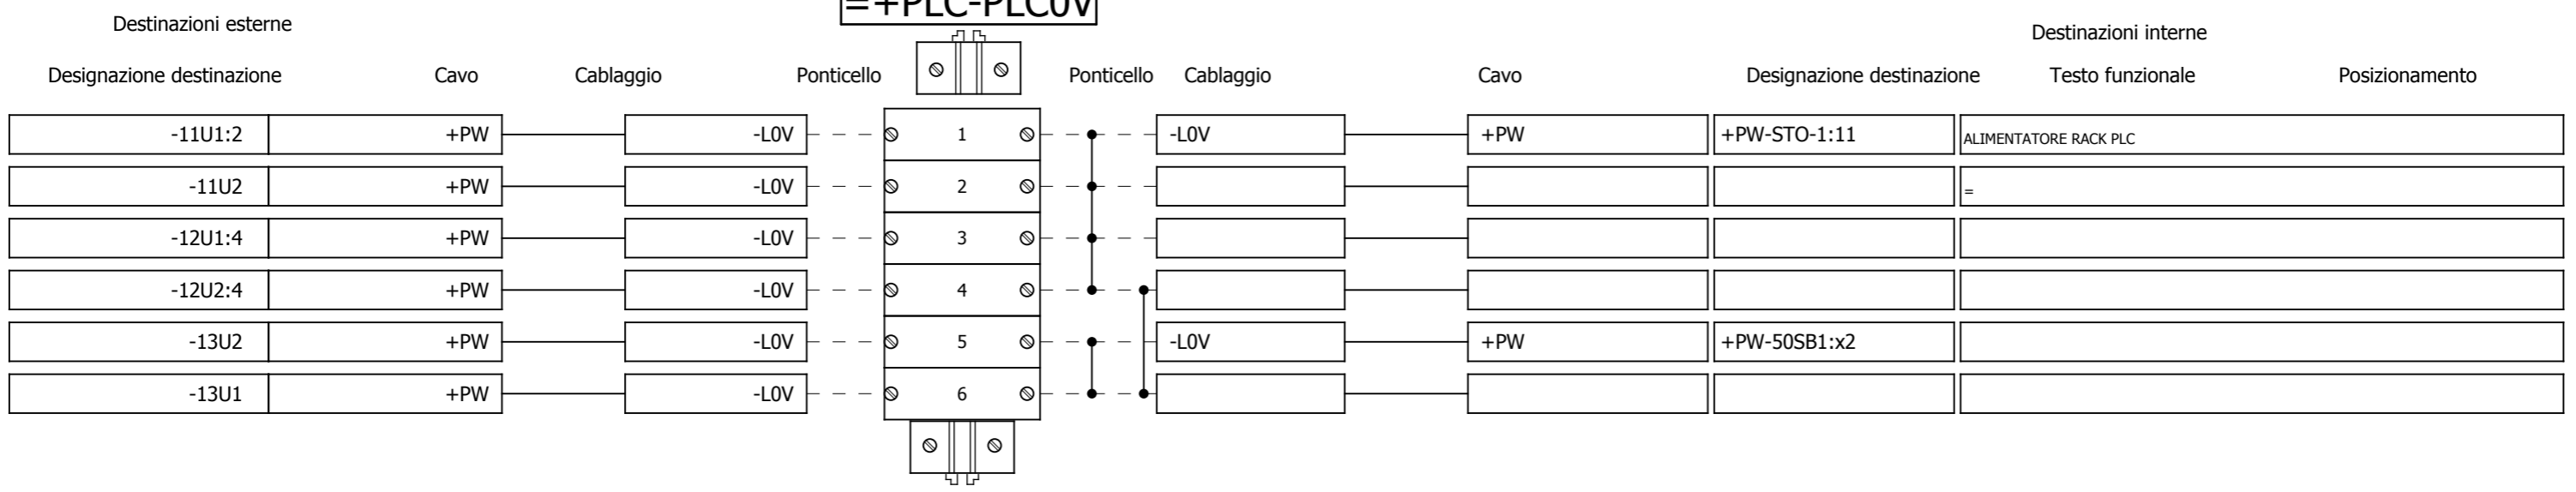 =+PLC-PLC0V
Destinazioni esterne
Destinazioni interne
Designazione destinazione Cavo Cablaggio Ponticello Ponticello Cablaggio Cavo Designazione destinazione Testo funzionale Posizionamento
-11U1:2 +PW -L0V 1 -L0V +PW +PW-STO-1:11 ALIMENTATORE RACK PLC
-11U2 +PW -L0V 2 =
-12U1:4 +PW -L0V 3
-12U2:4 +PW -L0V 4
-13U2 +PW -L0V 5 -L0V +PW +PW-50SB1:x2
-13U1 +PW -L0V 6